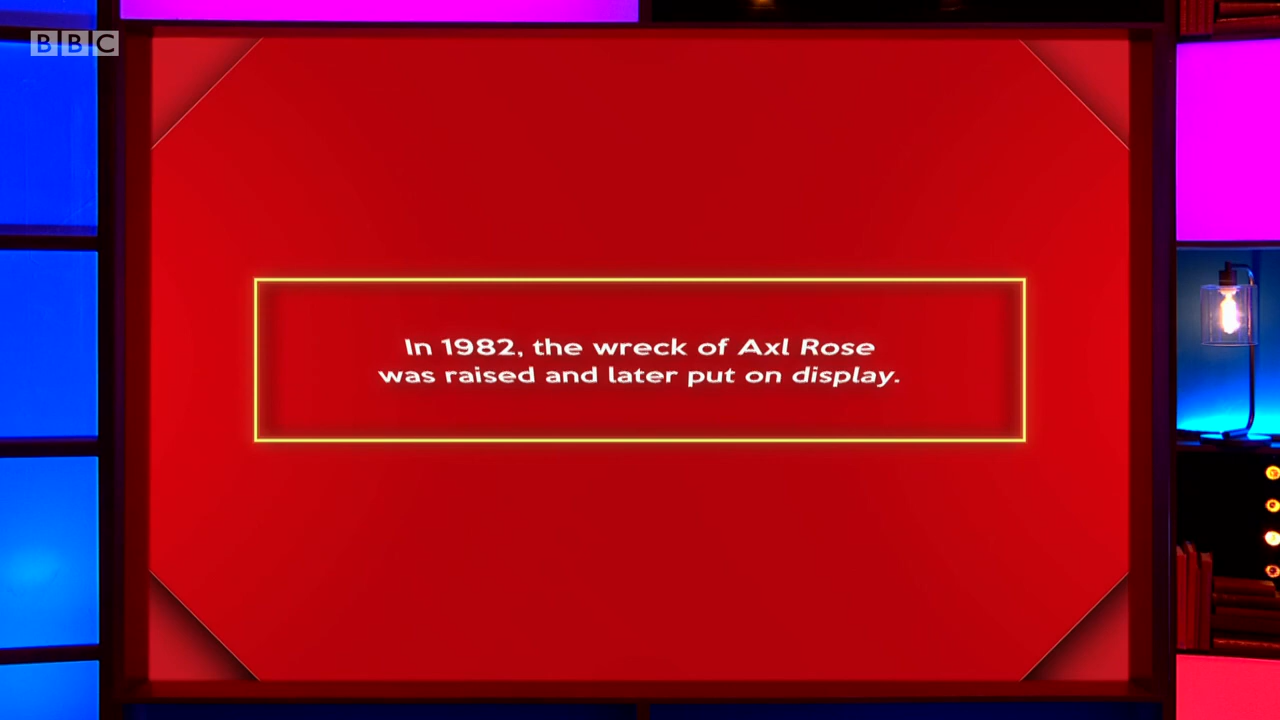 BBC
In 1982, the wreck of Axl Rose
was raised and later put on display.